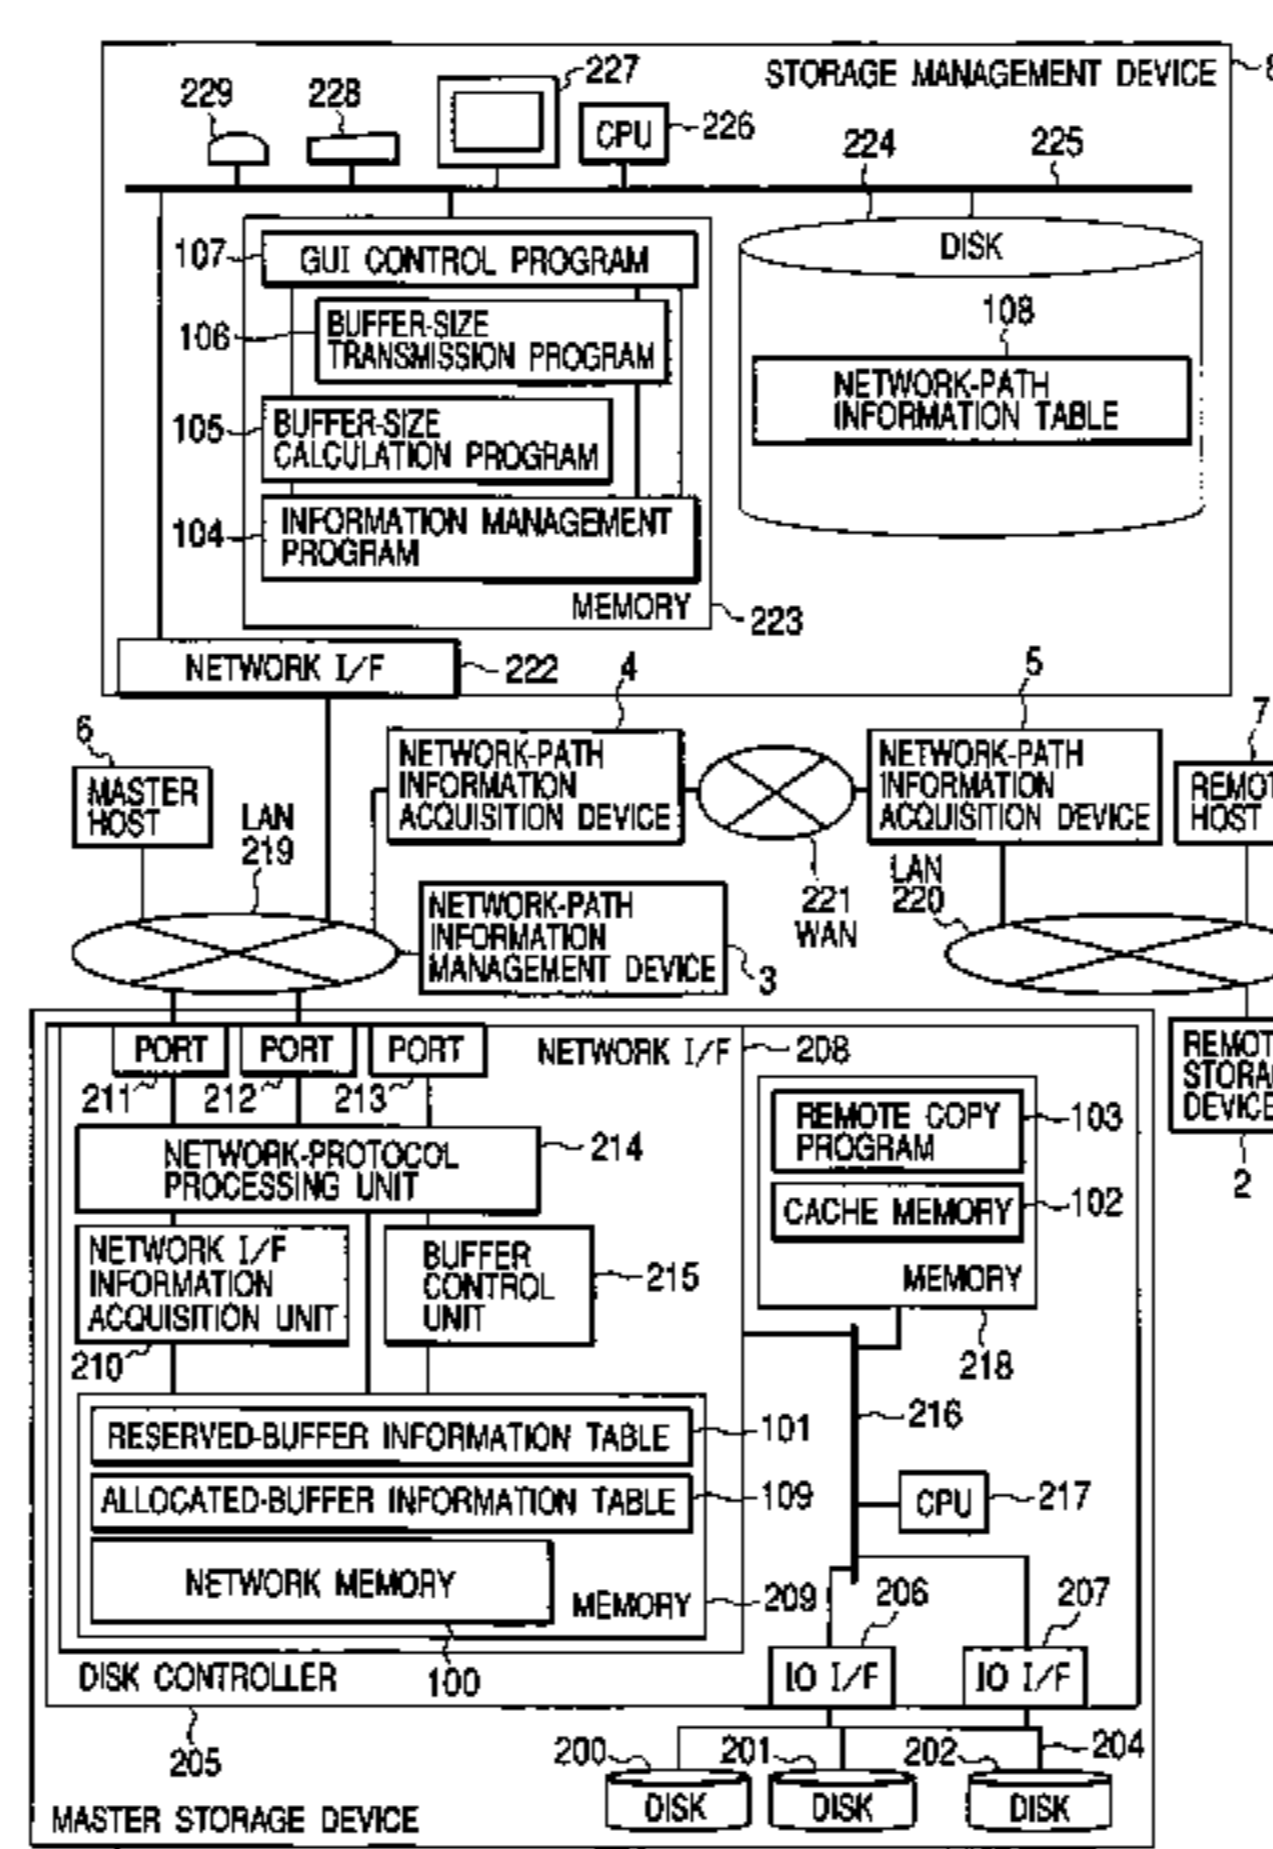 STORAGE MANAGEMENT DEVICE
8
229
228
227
CPU
226
224
225
107
GUI CONTROL PROGRAM
DISK
106
BUFFER-SIZE
TRANSMISSION PROGRAM
108
NETWORK-PATH
INFORMATION TABLE
105
BUFFER-SIZE
CALCULATION PROGRAM
104
INFORMATION MANAGEMENT
PROGRAM
MEMORY
223
NETWORK I/F
222
4
5
6
7
MASTER
HOST
LAN
219
NETWORK-PATH
INFORMATION
ACQUISITION DEVICE
221
WAN
NETWORK-PATH
INFORMATION
ACQUISITION DEVICE
LAN
220
REMOT
HOST
NETWORK-PATH
INFORMATION
MANAGEMENT DEVICE
3
PORT
PORT
PORT
NETWORK I/F
208
211
212
213
REMOT
STORA
DEVICE
2
NETWORK-PROTOCOL
PROCESSING UNIT
214
REMOTE COPY
PROGRAM
103
CACHE MEMORY
102
MEMORY
218
NETWORK I/F
INFORMATION
ACQUISITION UNIT
210
BUFFER
CONTROL
UNIT
215
216
RESERVED-BUFFER INFORMATION TABLE
101
ALLOCATED-BUFFER INFORMATION TABLE
109
CPU
217
NETWORK MEMORY
MEMORY
209
206
207
DISK CONTROLLER
100
IO I/F
IO I/F
205
200
201
202
204
DISK
DISK
DISK
MASTER STORAGE DEVICE